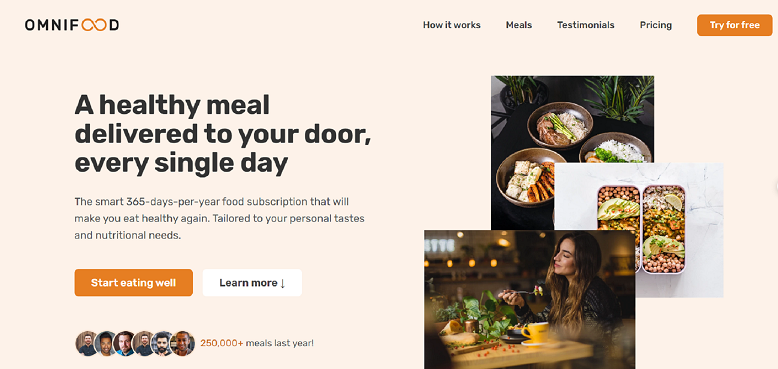 OMNIFOOD
How it works Meals Testimonials Pricing Try for free
A healthy meal
delivered to your door,
every single day
The smart 365-days-per-year food subscription that will
make you eat healthy again. Tailored to your personal tastes
and nutritional needs.
Start eating well Learn more ↓
250,000+ meals last year!